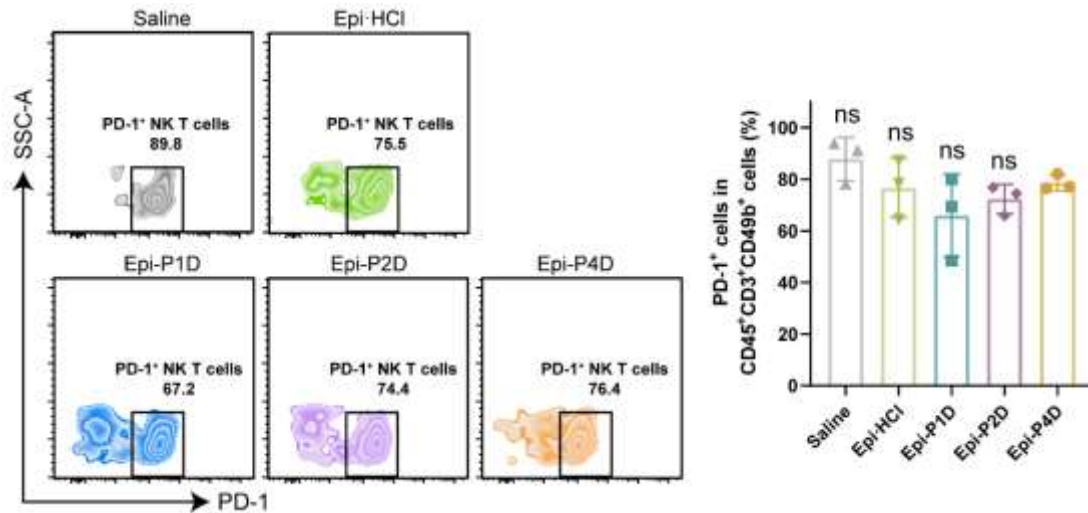 Saline
Epi·HCl
PD-1⁺ NK T cells
89.8
PD-1⁺ NK T cells
75.5
SSC-A
Epi-P1D
Epi-P2D
Epi-P4D
PD-1⁺ NK T cells
67.2
PD-1⁺ NK T cells
74.4
PD-1⁺ NK T cells
76.4
PD-1
PD-1⁺ cells in
CD45⁺CD3⁺CD49b⁺ cells (%)
100
80
60
40
20
0
ns
ns
ns
ns
Saline
Epi·HCl
Epi-P1D
Epi-P2D
Epi-P4D